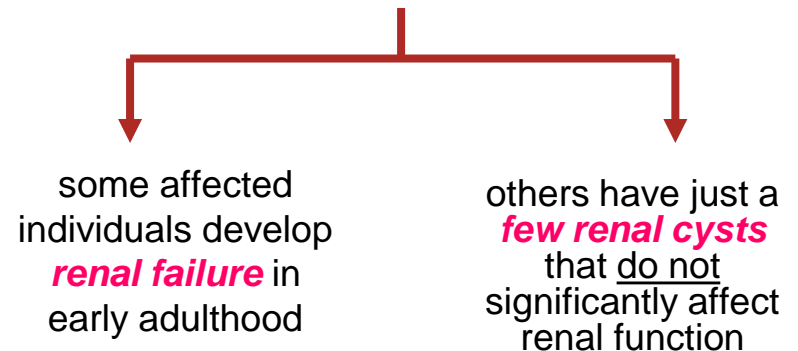 some affected
individuals develop
renal failure in
early adulthood
others have just a
few renal cysts
that do not
significantly affect
renal function